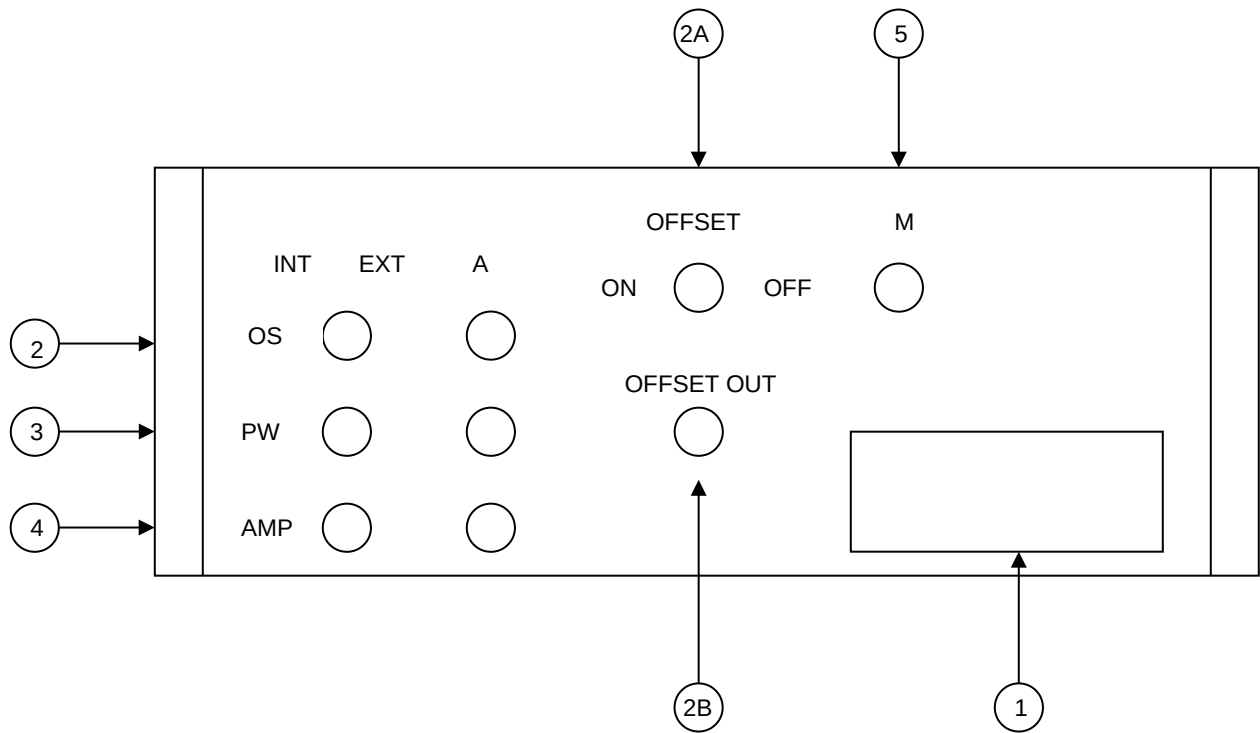 2A 5
OFFSET M
INT EXT A
ON OFF
2 OS
OFFSET OUT
3 PW
4 AMP
2B 1